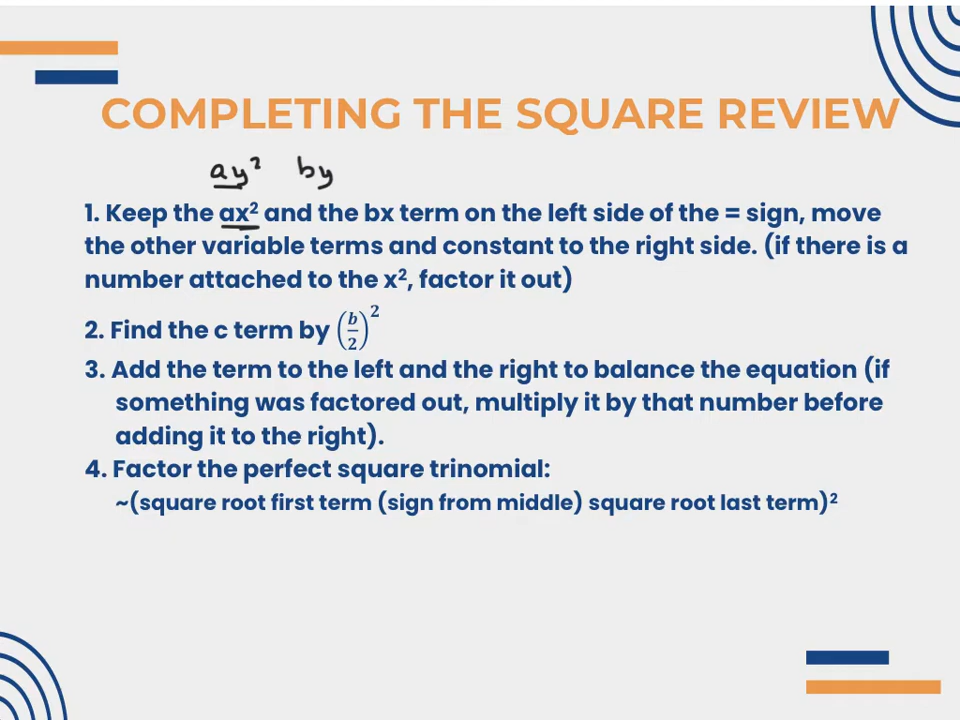 COMPLETING THE SQUARE REVIEW
ay² by
1. Keep the ax² and the bx term on the left side of the = sign, move
the other variable terms and constant to the right side. (if there is a
number attached to the x², factor it out)
2. Find the c term by (b/2)²
3. Add the term to the left and the right to balance the equation (if
something was factored out, multiply it by that number before
adding it to the right).
4. Factor the perfect square trinomial:
~(square root first term (sign from middle) square root last term)²